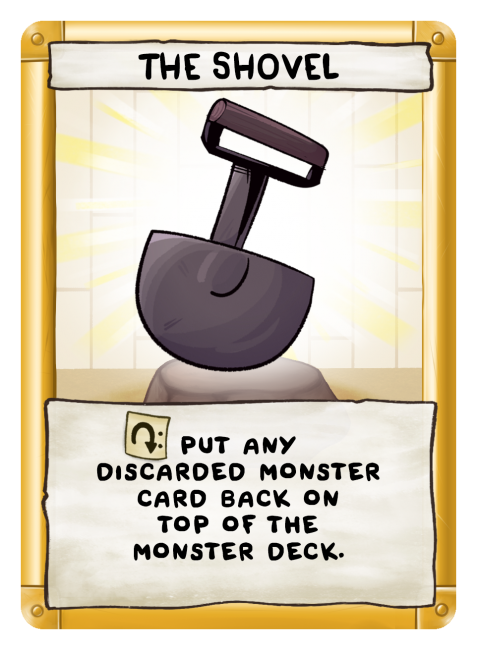 THE SHOVEL
: PUT ANY
DISCARDED MONSTER
CARD BACK ON
TOP OF THE
MONSTER DECK.